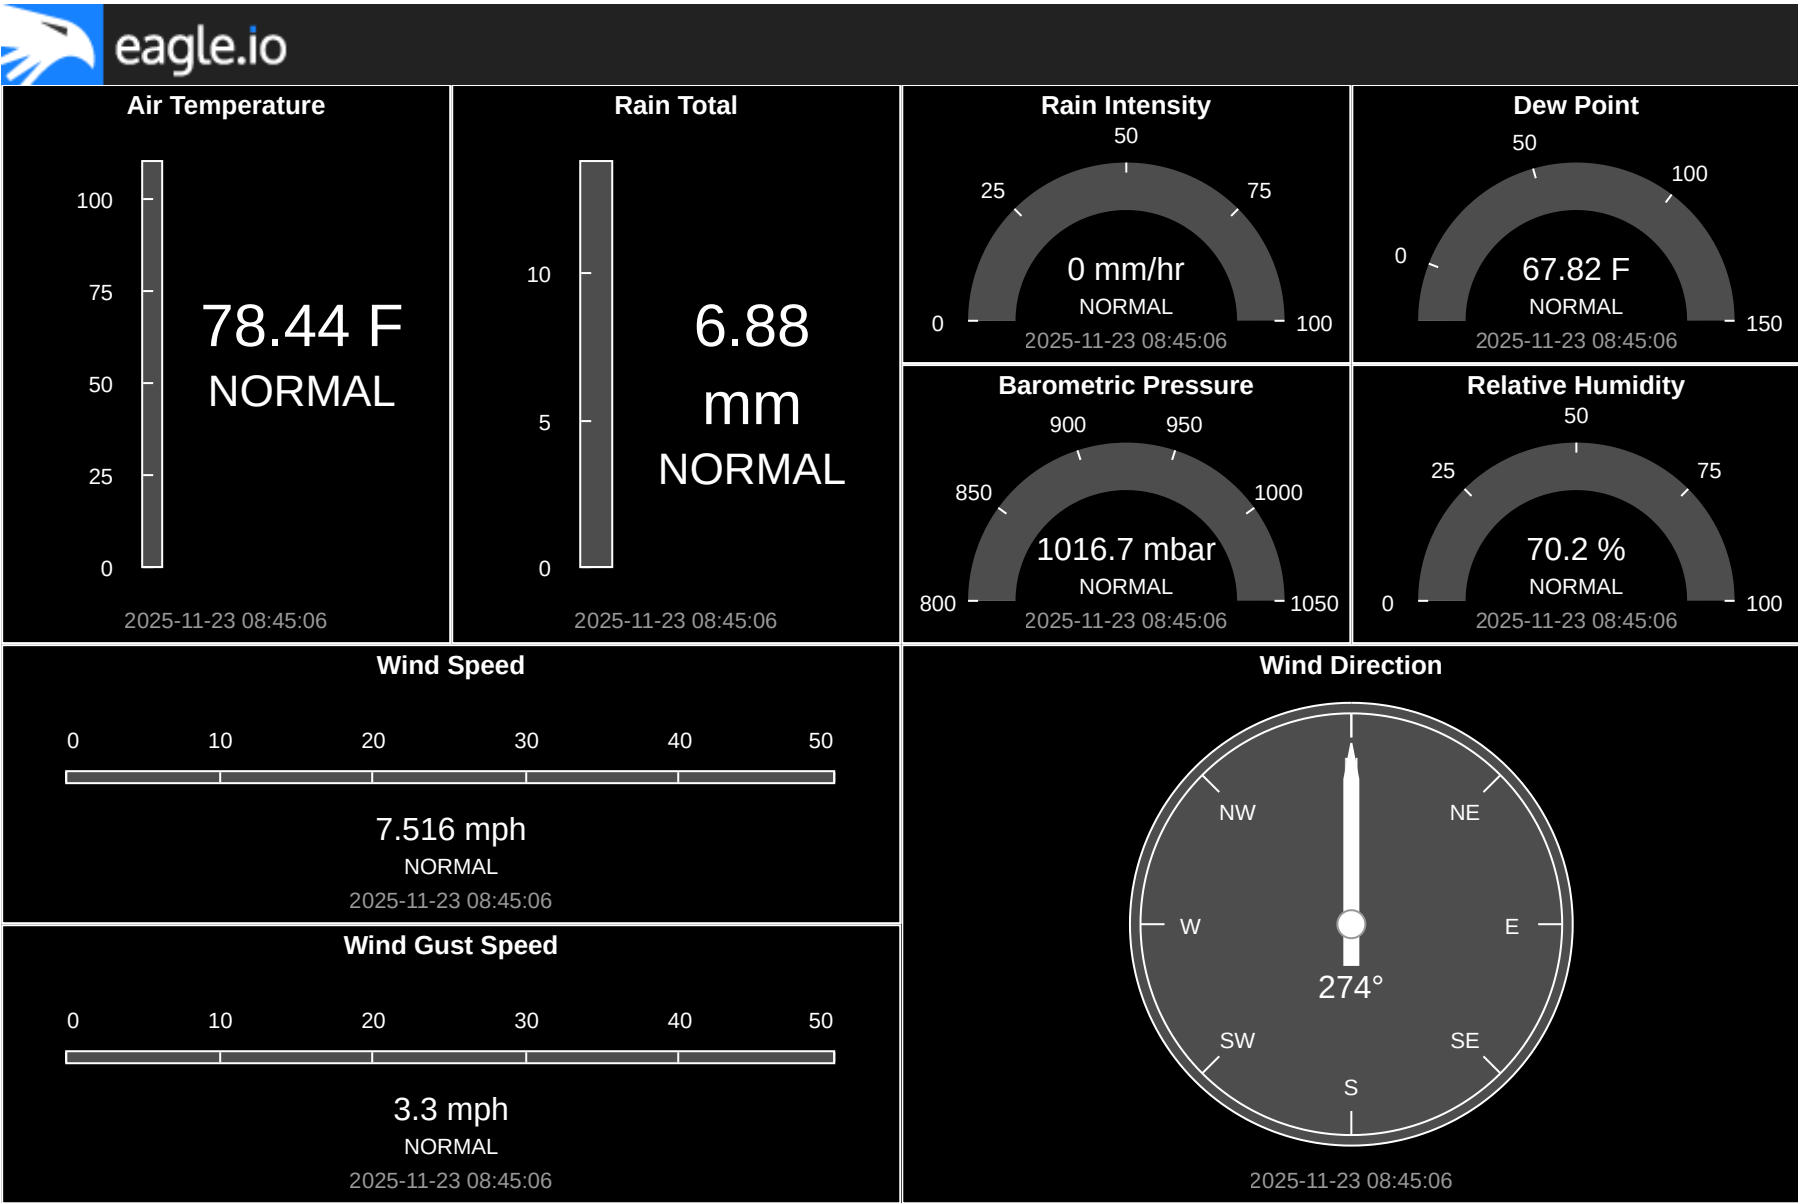 eagle.io
Air Temperature
100
75
50
25
0
78.44 F
NORMAL
2025-11-23 08:45:06
Rain Total
10
5
0
6.88
mm
NORMAL
2025-11-23 08:45:06
Rain Intensity
50
25
75
0
100
0 mm/hr
NORMAL
2025-11-23 08:45:06
Dew Point
50
100
0
150
67.82 F
NORMAL
2025-11-23 08:45:06
Barometric Pressure
900
950
850
1000
800
1050
1016.7 mbar
NORMAL
2025-11-23 08:45:06
Relative Humidity
50
25
75
0
100
70.2 %
NORMAL
2025-11-23 08:45:06
Wind Speed
0 10 20 30 40 50
7.516 mph
NORMAL
2025-11-23 08:45:06
Wind Gust Speed
0 10 20 30 40 50
3.3 mph
NORMAL
2025-11-23 08:45:06
Wind Direction
NW NE
W E
274°
SW SE
S
2025-11-23 08:45:06